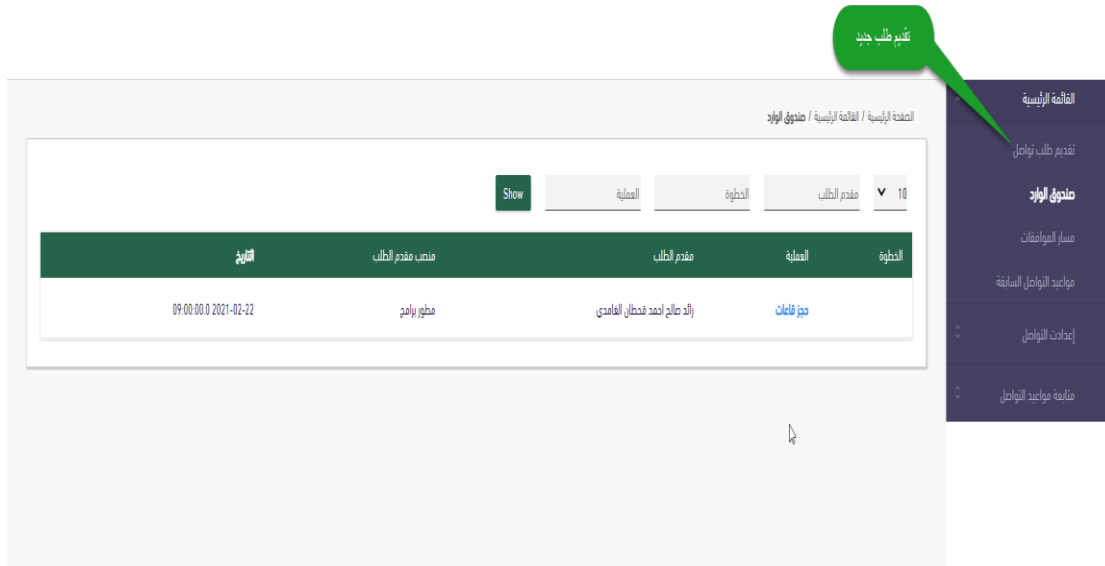 تقديم طلب جديد
القائمة الرئيسية
تقديم طلب تواصل
صندوق الوارد
مسار الموافقات
مواعيد التواصل السابقة
إعدادت التواصل
متابعة مواعيد التواصل
الصفحة الرئيسية / القائمة الرئيسية / صندوق الوارد
10 مقدم الطلب الخطوة العملية Show
الخطوة العملية مقدم الطلب منصب مقدم الطلب التاريخ
حجز قاعات رائد صالح احمد قحطان الغامدي مطور برامج 2021-02-22 09:00:00.0